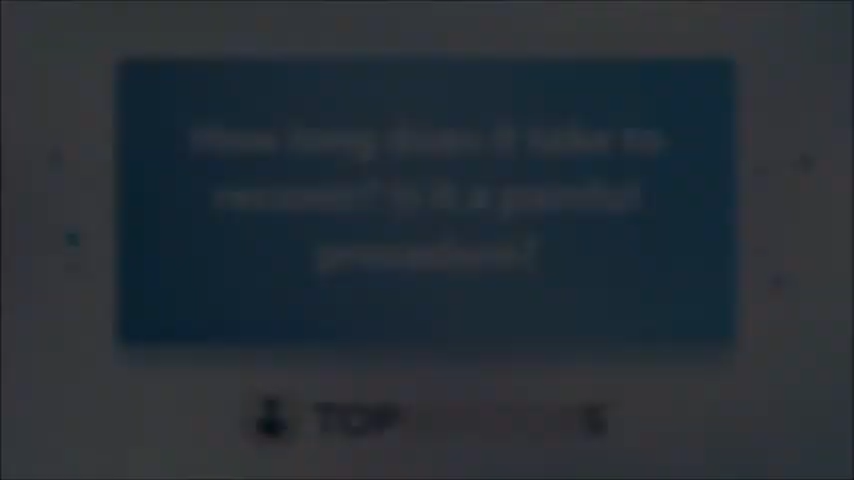 How long does it take to
recover? Is it a painful
procedure?
TOP